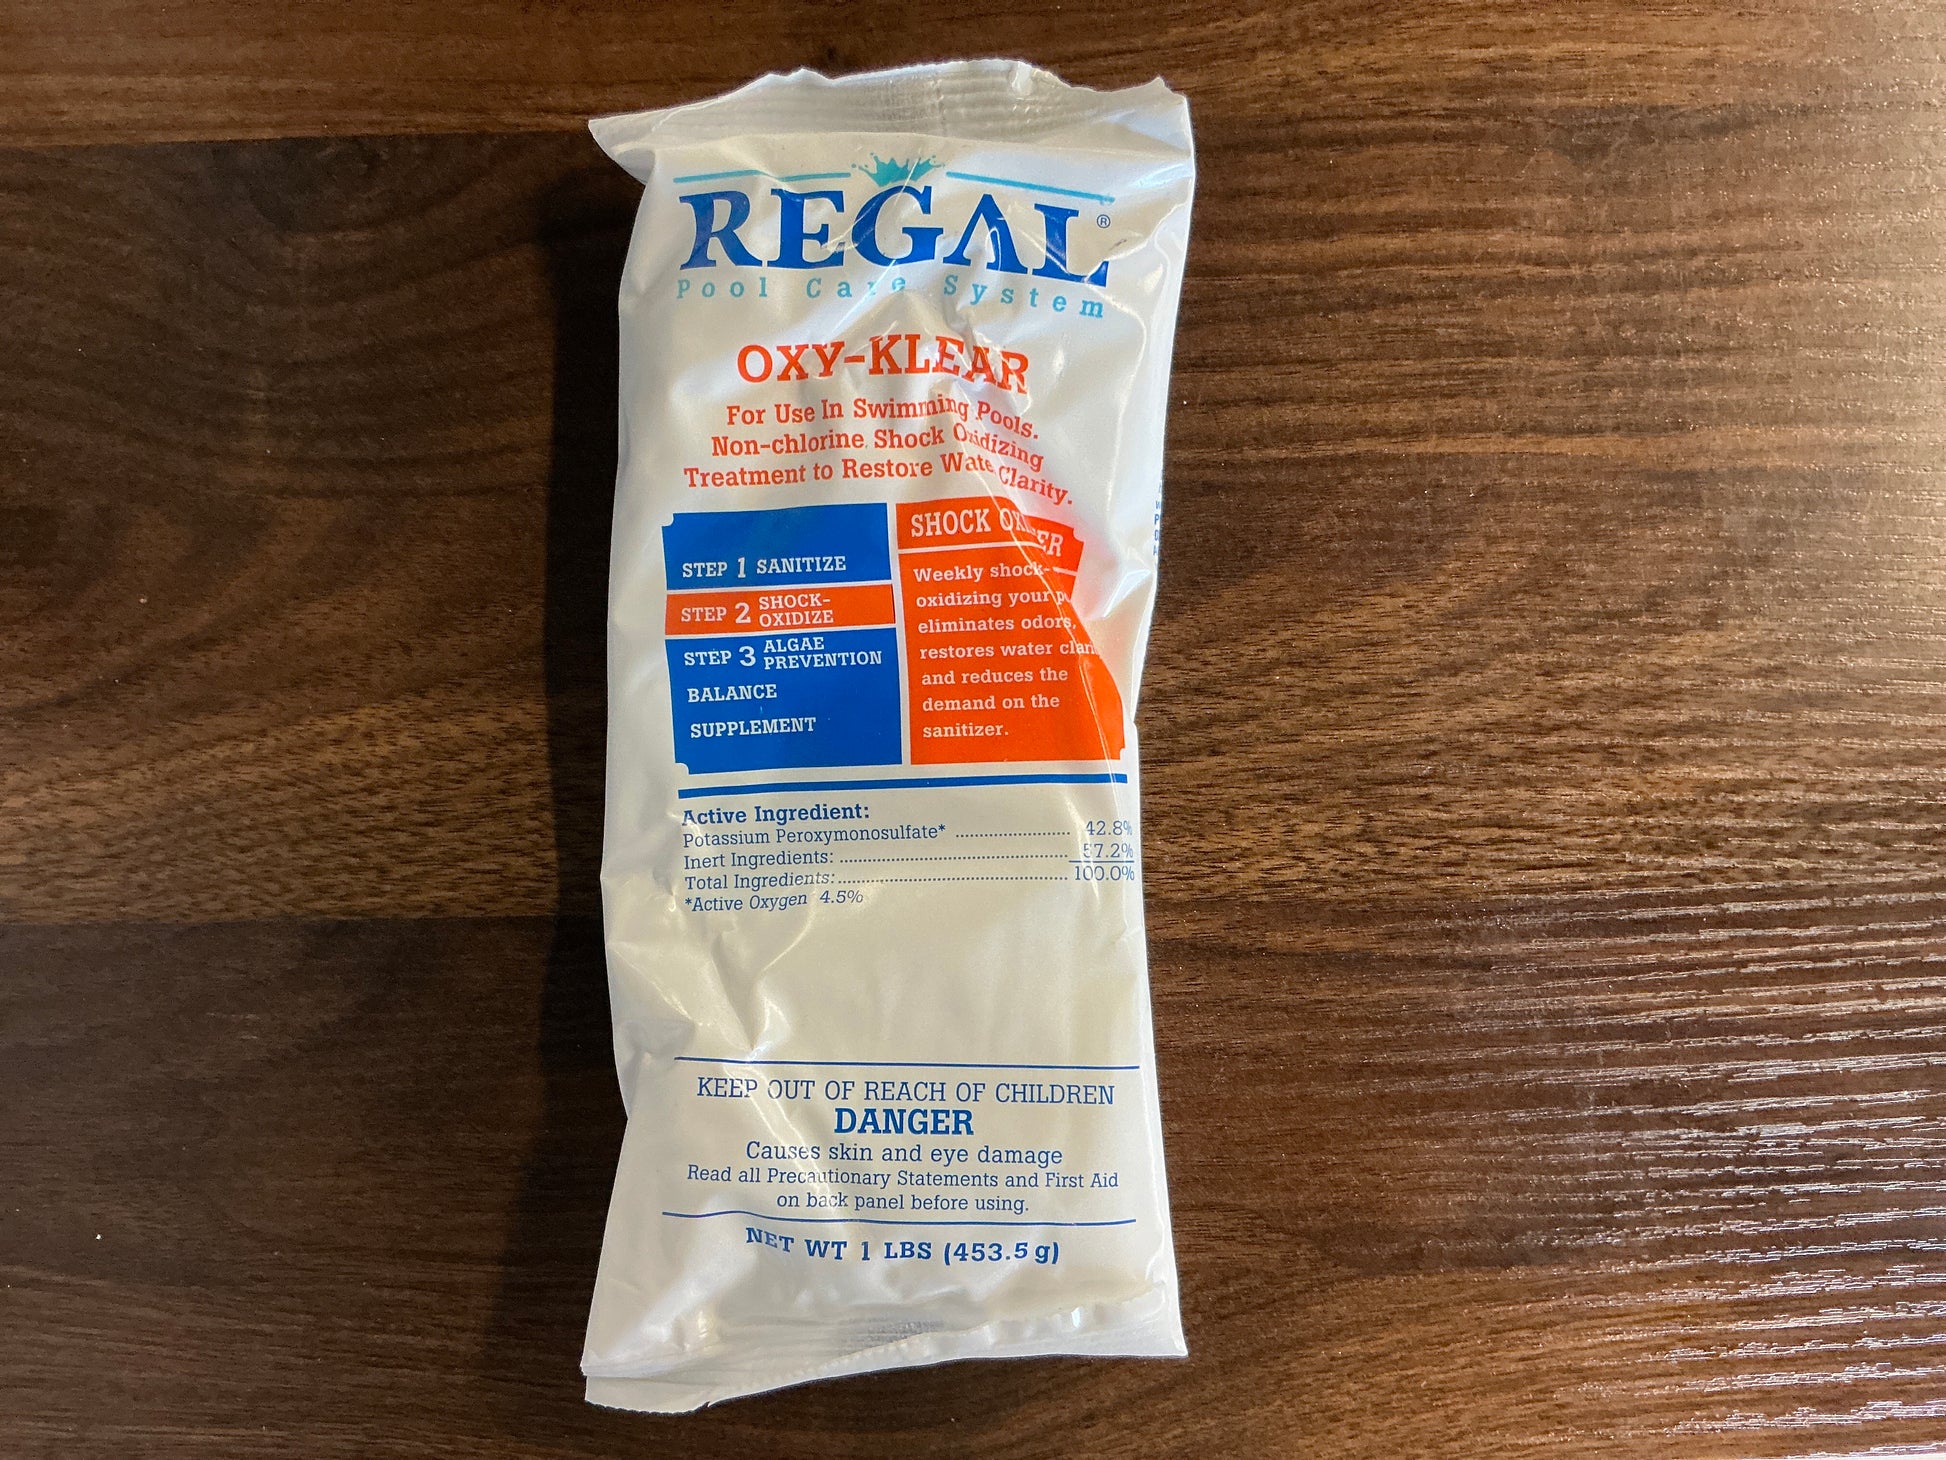 REGAL®
Pool Care System
OXY-KLEAR
For Use In Swimming Pools.
Non-chlorine Shock Oxidizing
Treatment to Restore Clarity.
STEP 1 SANITIZE
STEP 2 SHOCK-
OXIDIZE
STEP 3 ALGAE
PREVENTION
BALANCE
SUPPLEMENT
SHOCK
Weekly shock-
oxidizing your
eliminates odors,
restores water
and reduces the
demand on the
sanitizer.
Active Ingredient:
Potassium Peroxymonosulfate* ........................ 42.8%
Inert Ingredients: ................................................ 57.2%
Total Ingredients:................................................ 100.0%
*Active Oxygen 4.5%
KEEP OUT OF REACH OF CHILDREN
DANGER
Causes skin and eye damage
Read all Precautionary Statements and First Aid
on back panel before using.
NET WT 1 LBS (453.5 g)